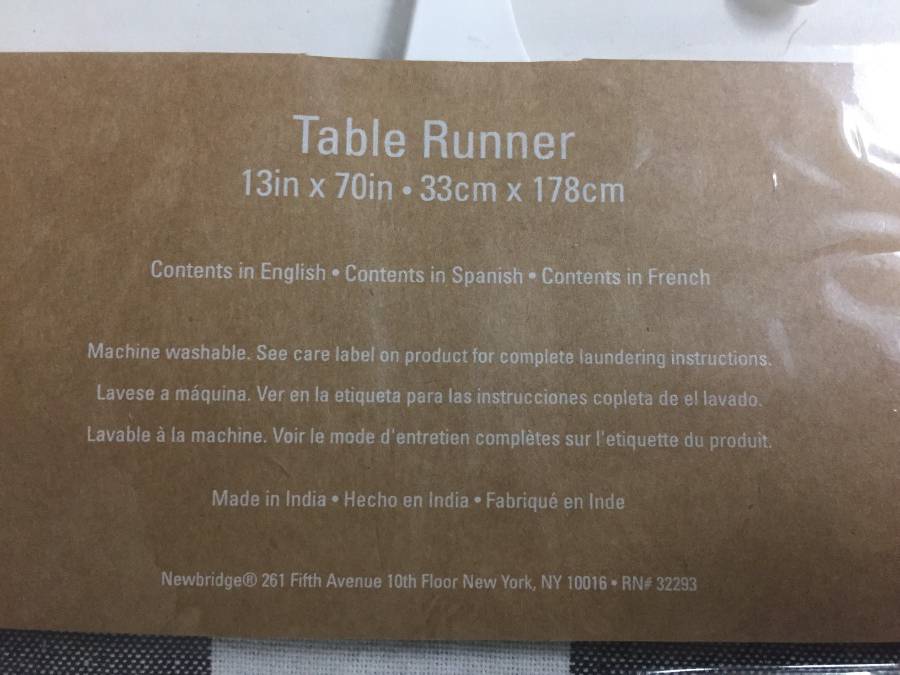 Table Runner
13in x 70in • 33cm x 178cm
Contents in English • Contents in Spanish • Contents in French
Machine washable. See care label on product for complete laundering instructions.
Lavese a máquina. Ver en la etiqueta para las instrucciones copleta de el lavado.
Lavable à la machine. Voir le mode d'entretien complètes sur l'etiquette du produit.
Made in India • Hecho en India • Fabriqué en Inde
Newbridge® 261 Fifth Avenue 10th Floor New York, NY 10016 • RN# 32293